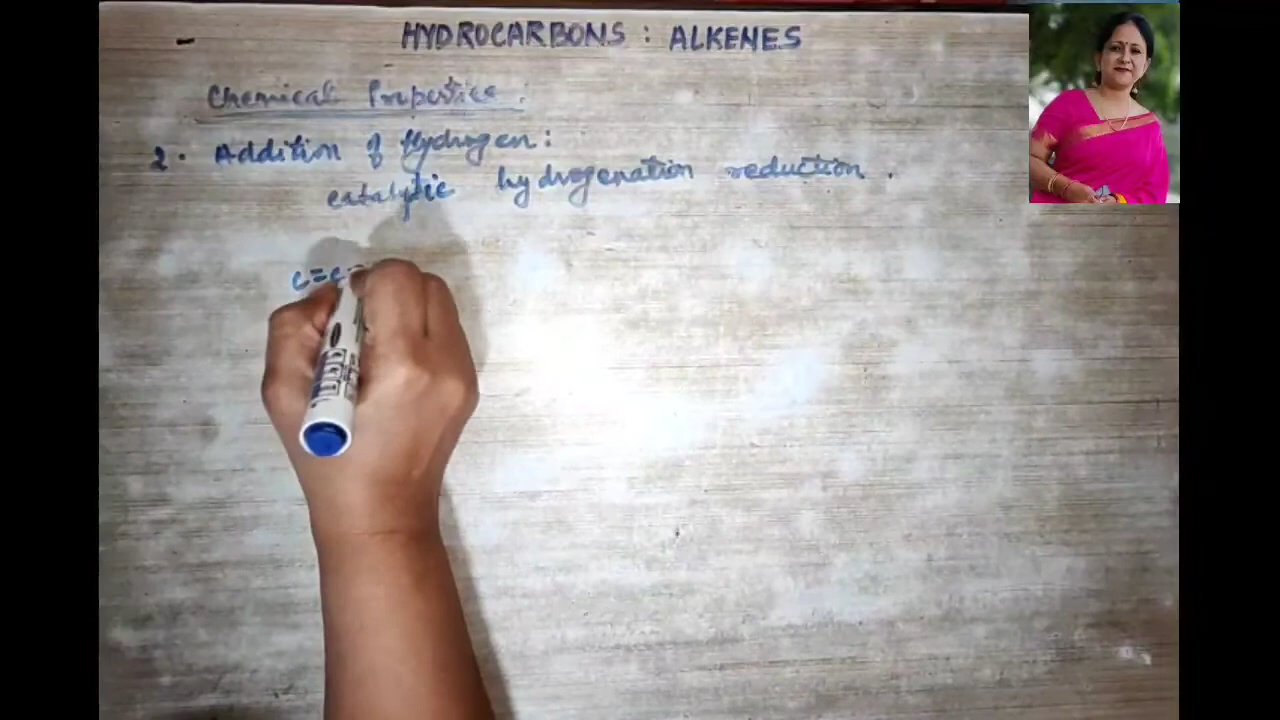 HYDROCARBONS : ALKENES
Chemical Properties :
2. Addition of Hydrogen :
catalytic hydrogenation reduction .
C=C-